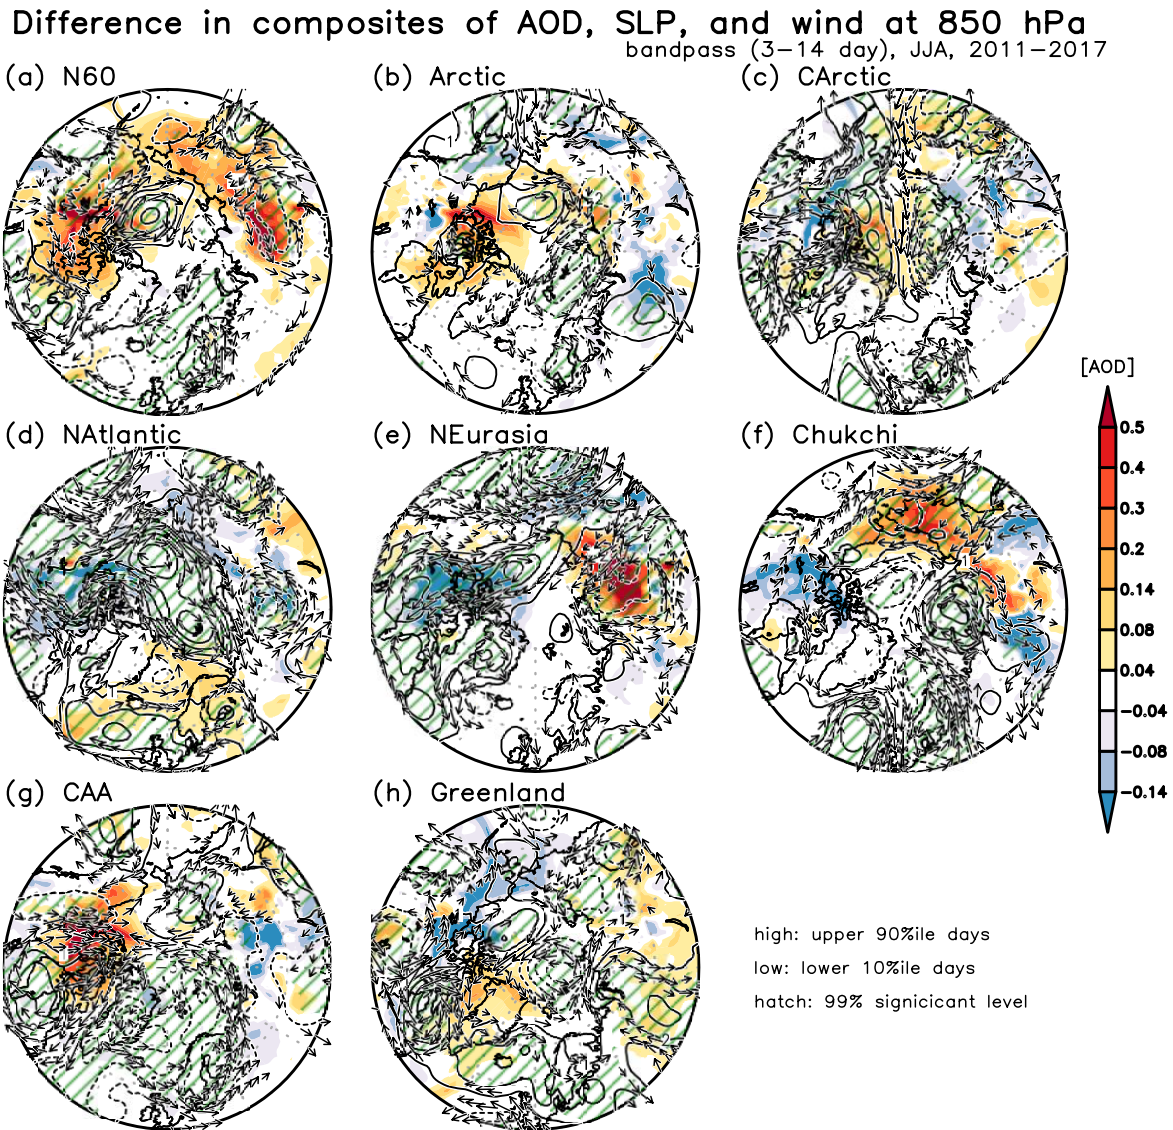 Difference in composites of AOD, SLP, and wind at 850 hPa
bandpass (3−14 day), JJA, 2011−2017
(a) N60
(b) Arctic
(c) CArctic
(d) NAtlantic
(e) NEurasia
(f) Chukchi
(g) CAA
(h) Greenland
[AOD]
0.5
0.4
0.3
0.2
0.14
0.08
0.04
−0.04
−0.08
−0.14
high: upper 90%ile days
low: lower 10%ile days
hatch: 99% signicicant level